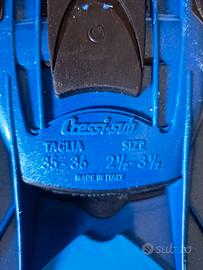 Cressi-sub
TAGLIA SIZE
35-36 2½-3½
MADE IN ITALY
subito